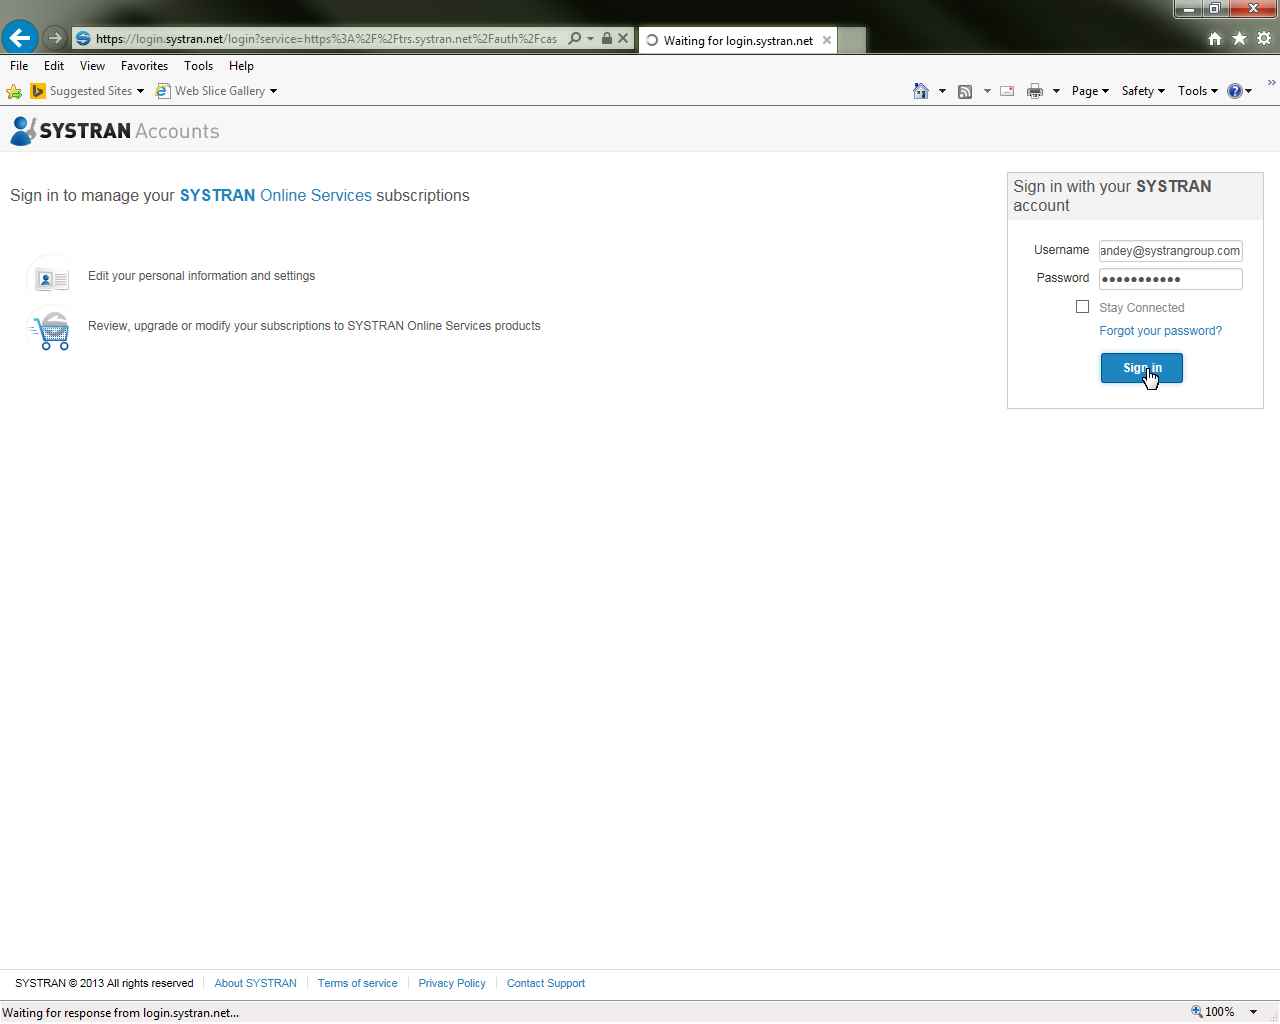 https://login.systran.net/login?service=https%3A%2F%2Ftrs.systran.net%2Fauth%2Fcas
Waiting for login.systran.net
File Edit View Favorites Tools Help
Suggested Sites Web Slice Gallery
Page Safety Tools
SYSTRAN Accounts
Sign in to manage your SYSTRAN Online Services subscriptions
Edit your personal information and settings
Review, upgrade or modify your subscriptions to SYSTRAN Online Services products
Sign in with your SYSTRAN
account
Username andey@systrangroup.com
Password
Stay Connected
Forgot your password?
Sign in
SYSTRAN © 2013 All rights reserved About SYSTRAN Terms of service Privacy Policy Contact Support
Waiting for response from login.systran.net...
100%